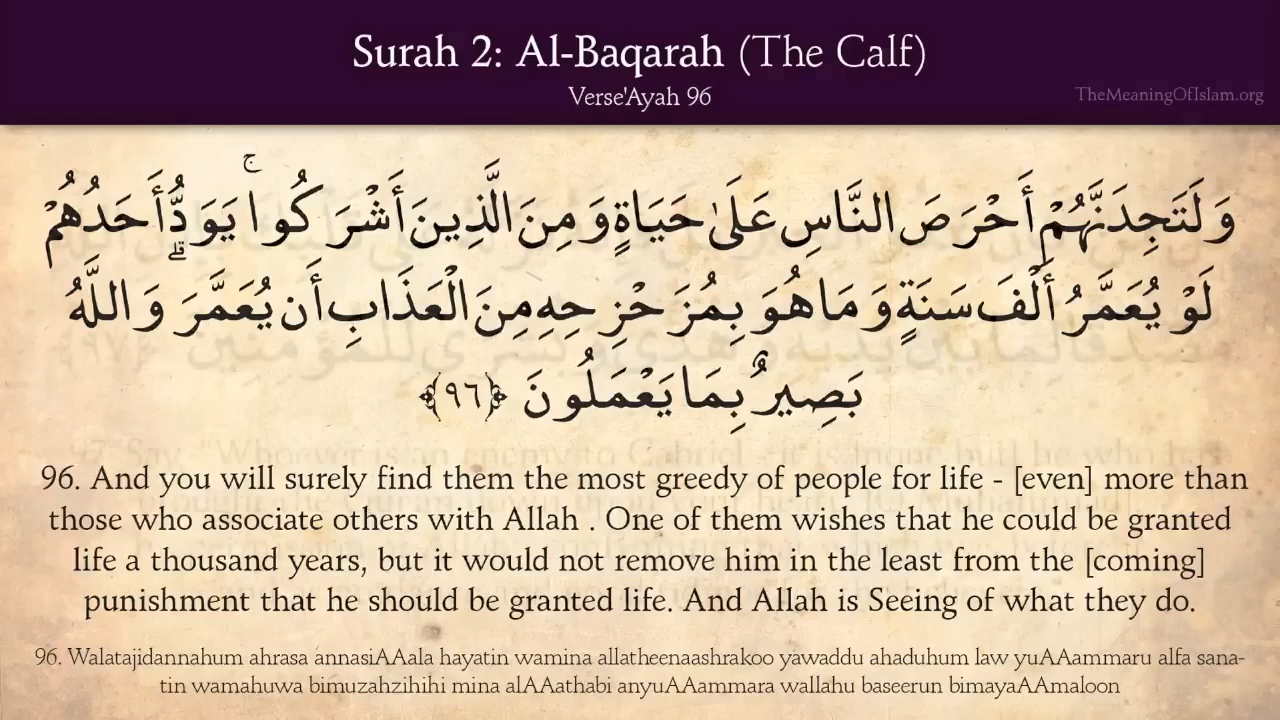 Surah 2: Al-Baqarah (The Calf)
Verse'Ayah 96
TheMeaningOfIslam.org
وَلَتَجِدَنَّهُمْ أَحْرَصَ النَّاسِ عَلَىٰ حَيَاةٍ وَمِنَ الَّذِينَ أَشْرَكُوا ۚ يَوَدُّ أَحَدُهُمْ
لَوْ يُعَمَّرُ أَلْفَ سَنَةٍ وَمَا هُوَ بِمُزَحْزِحِهِ مِنَ الْعَذَابِ أَن يُعَمَّرَ ۗ وَاللَّهُ
بَصِيرٌ بِمَا يَعْمَلُونَ ﴿٩٦﴾
96. And you will surely find them the most greedy of people for life - [even] more than
those who associate others with Allah . One of them wishes that he could be granted
life a thousand years, but it would not remove him in the least from the [coming]
punishment that he should be granted life. And Allah is Seeing of what they do.
96. Walatajidannahum ahrasa annasiAAala hayatin wamina allatheenaashrakoo yawaddu ahaduhum law yuAAammaru alfa sana-
tin wamahuwa bimuzahzihihi mina alAAathabi anyuAAammara wallahu baseerun bimayaAAmaloon